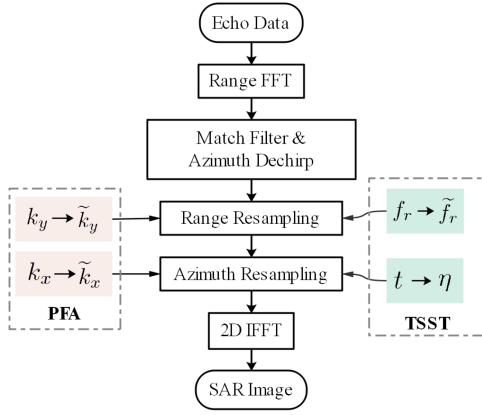 Echo Data
Range FFT
Match Filter &
Azimuth Dechirp
k_y → k̃_y
Range Resampling
f_r → f̃_r
k_x → k̃_x
Azimuth Resampling
t → η
PFA
2D IFFT
TSST
SAR Image